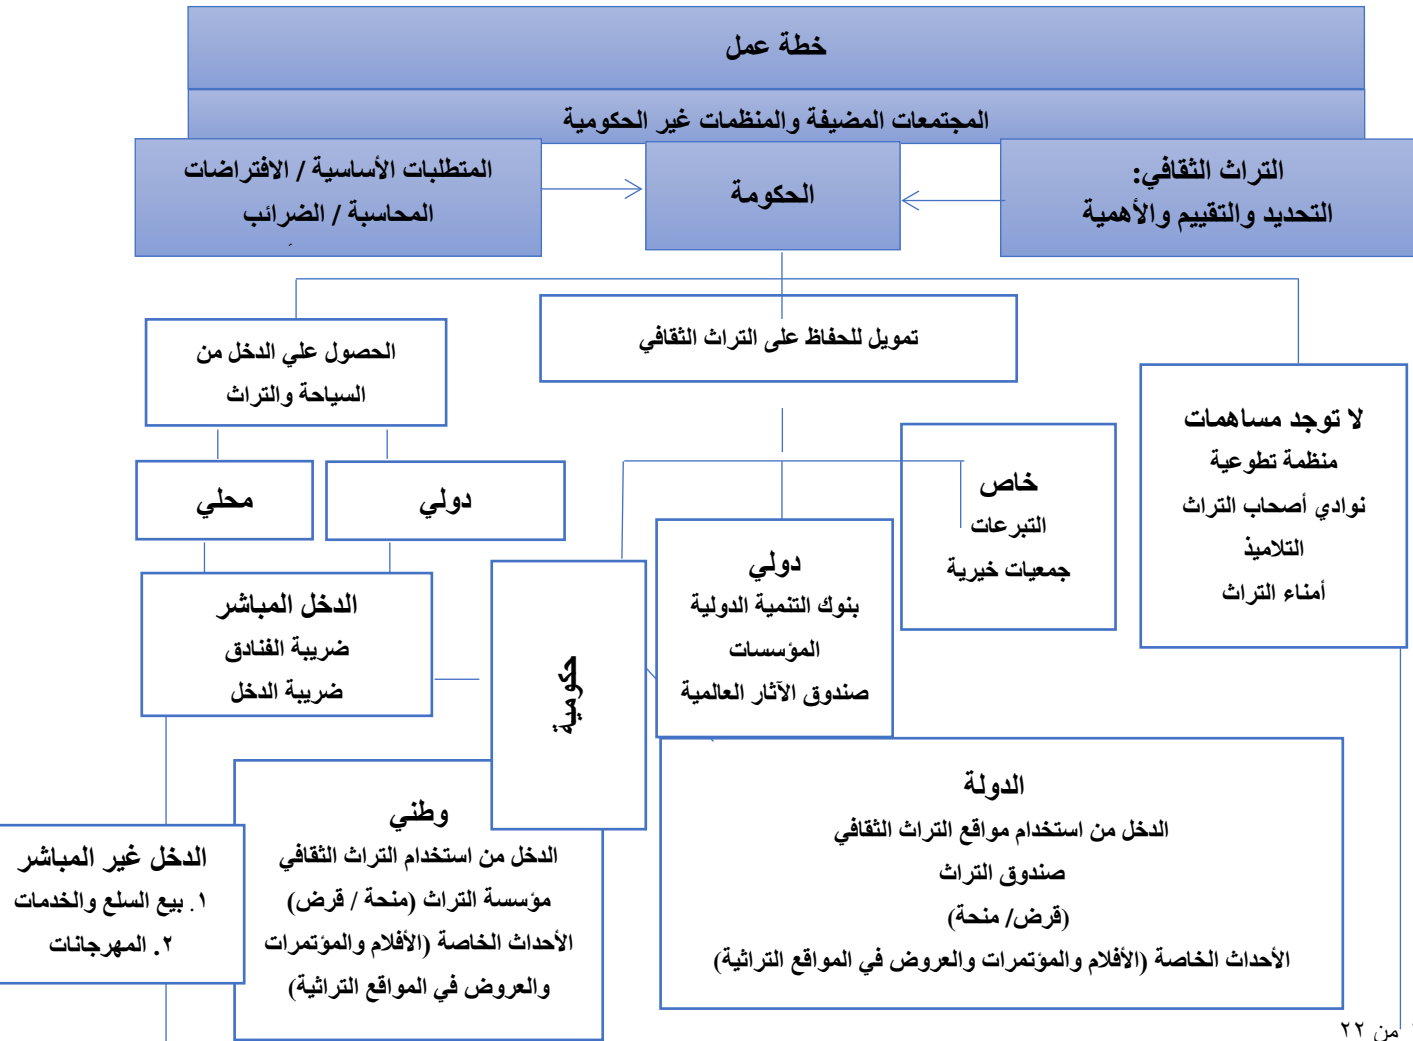 خطة عمل
المجتمعات المضيفة والمنظمات غير الحكومية
التراث الثقافي:
التحديد والتقييم والأهمية
الحكومة
المتطلبات الأساسية / الافتراضات
المحاسبة / الضرائب
لا توجد مساهمات
منظمة تطوعية
نوادي أصحاب التراث
التلاميذ
أمناء التراث
تمويل للحفاظ على التراث الثقافي
الحصول علي الدخل من
السياحة والتراث
خاص
التبرعات
جمعيات خيرية
دولي
بنوك التنمية الدولية
المؤسسات
صندوق الآثار العالمية
حكومية
دولي
محلي
الدخل المباشر
ضريبة الفنادق
ضريبة الدخل
الدولة
الدخل من استخدام مواقع التراث الثقافي
صندوق التراث
(قرض/ منحة)
الأحداث الخاصة (الأفلام والمؤتمرات والعروض في المواقع التراثية)
وطني
الدخل من استخدام التراث الثقافي
مؤسسة التراث (منحة / قرض)
الأحداث الخاصة (الأفلام والمؤتمرات
والعروض في المواقع التراثية)
الدخل غير المباشر
١. بيع السلع والخدمات
٢. المهرجانات
من ٢٢